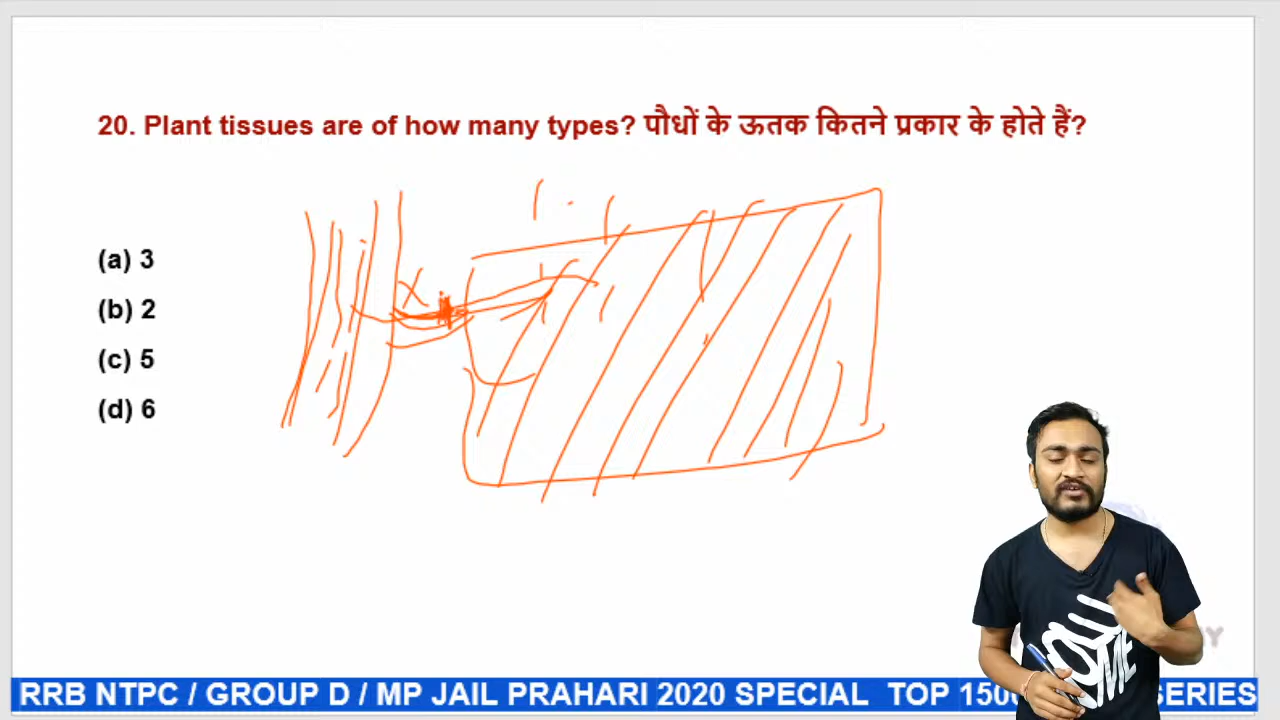 20. Plant tissues are of how many types? पौधों के ऊतक कितने प्रकार के होते हैं?
(a) 3
(b) 2
(c) 5
(d) 6
RRB NTPC / GROUP D / MP JAIL PRAHARI 2020 SPECIAL TOP 150 SERIES